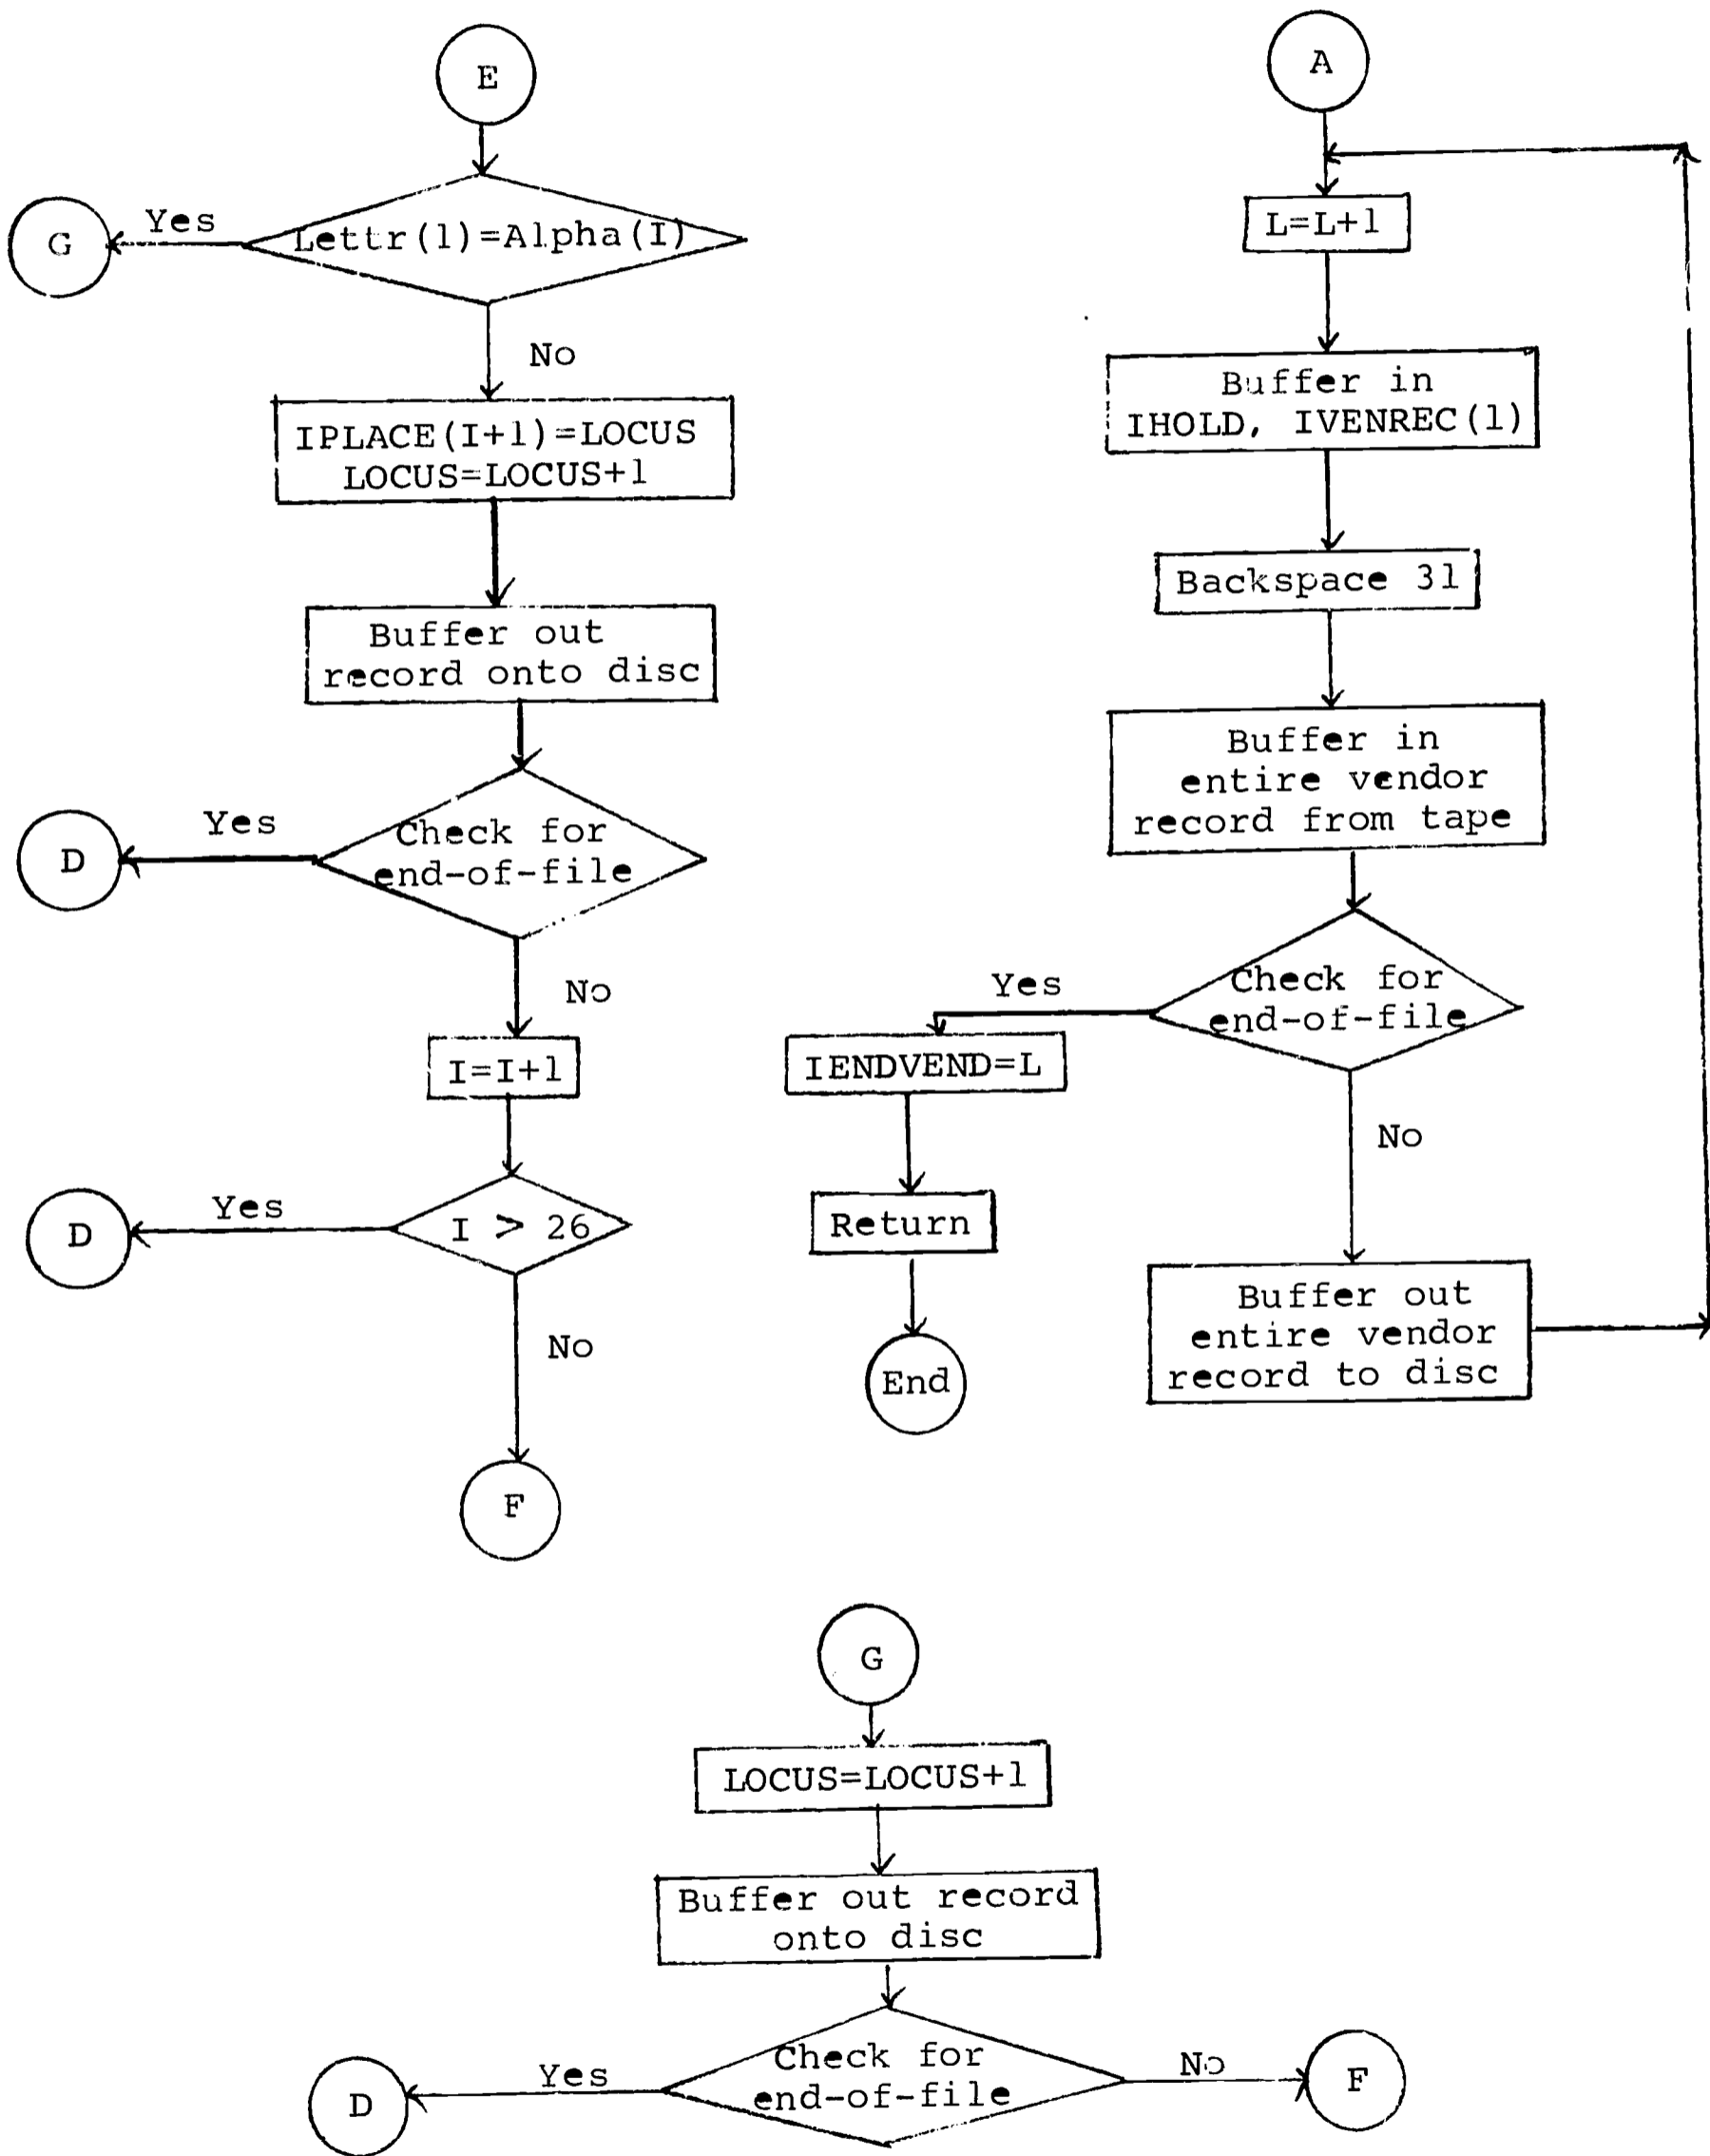 E
Yes
G
Lettr(1)=Alpha(I)
No
IPLACE(I+1)=LOCUS
LOCUS=LOCUS+1
Buffer out
record onto disc
Yes
D
Check for
end-of-file
No
I=I+1
Yes
D
I > 26
No
F
A
L=L+1
Buffer in
IHOLD, IVENREC(1)
Backspace 31
Buffer in
entire vendor
record from tape
Yes
Check for
end-of-file
IENDVEND=L
No
Return
End
Buffer out
entire vendor
record to disc
G
LOCUS=LOCUS+1
Buffer out record
onto disc
Yes
D
Check for
end-of-file
No
F